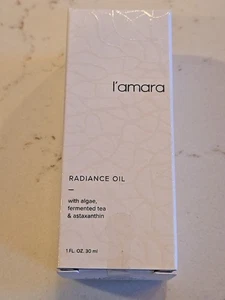 l'amara
RADIANCE OIL
with algae,
fermented tea
& astaxanthin
1 FL. OZ. 30 ml